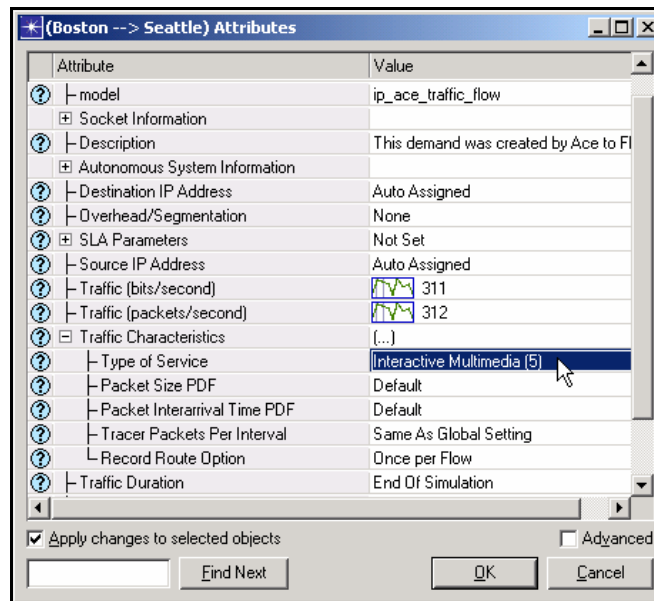 (Boston --> Seattle) Attributes
Attribute Value
model ip_ace_traffic_flow
Socket Information
Description This demand was created by Ace to Fl
Autonomous System Information
Destination IP Address Auto Assigned
Overhead/Segmentation None
SLA Parameters Not Set
Source IP Address Auto Assigned
Traffic (bits/second) 311
Traffic (packets/second) 312
Traffic Characteristics (...)
Type of Service Interactive Multimedia (5)
Packet Size PDF Default
Packet Interarrival Time PDF Default
Tracer Packets Per Interval Same As Global Setting
Record Route Option Once per Flow
Traffic Duration End Of Simulation
Apply changes to selected objects Advanced
Find Next OK Cancel